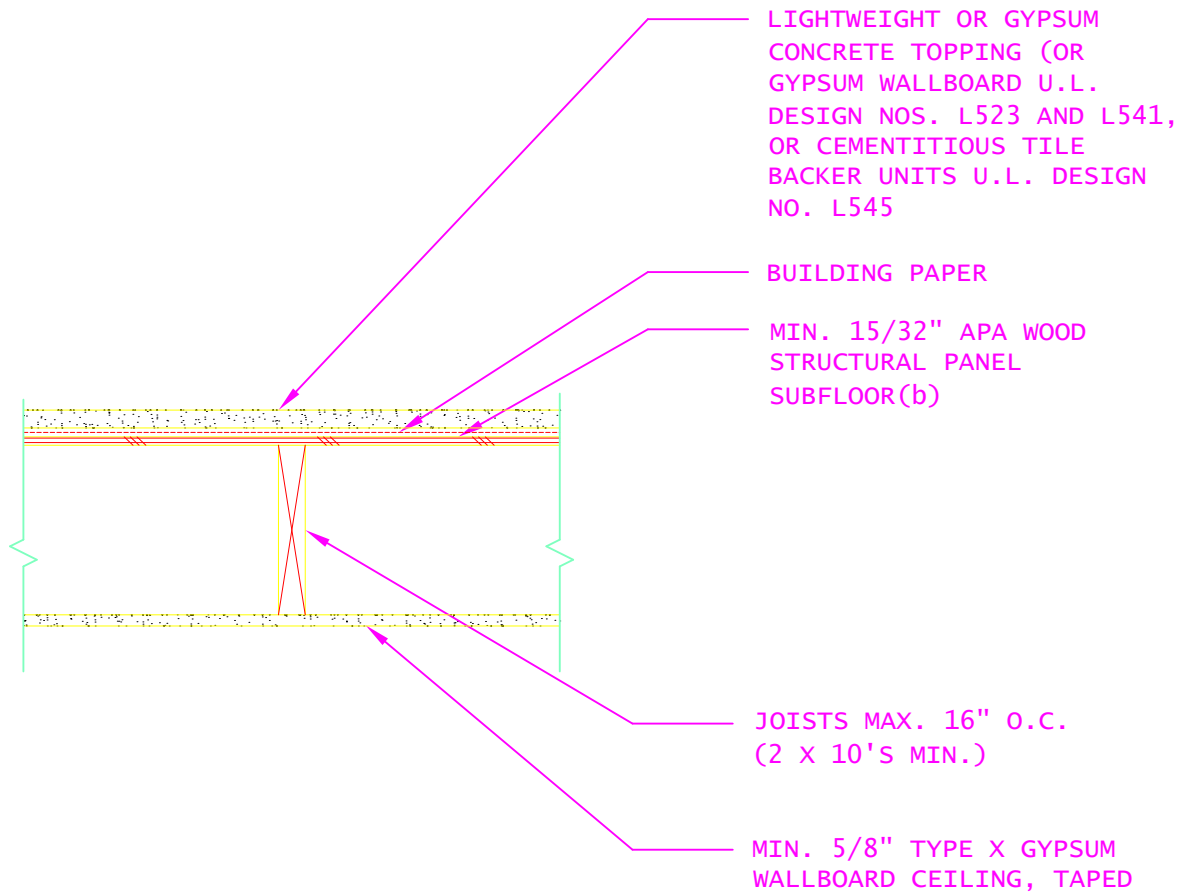 LIGHTWEIGHT OR GYPSUM
CONCRETE TOPPING (OR
GYPSUM WALLBOARD U.L.
DESIGN NOS. L523 AND L541,
OR CEMENTITIOUS TILE
BACKER UNITS U.L. DESIGN
NO. L545
BUILDING PAPER
MIN. 15/32" APA WOOD
STRUCTURAL PANEL
SUBFLOOR(b)
JOISTS MAX. 16" O.C.
(2 X 10'S MIN.)
MIN. 5/8" TYPE X GYPSUM
WALLBOARD CEILING, TAPED